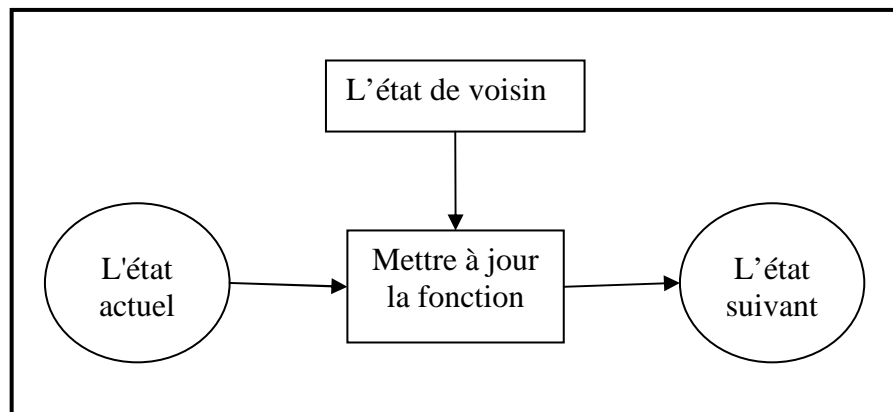 L’état de voisin
L'état
actuel
Mettre à jour
la fonction
L’état
suivant